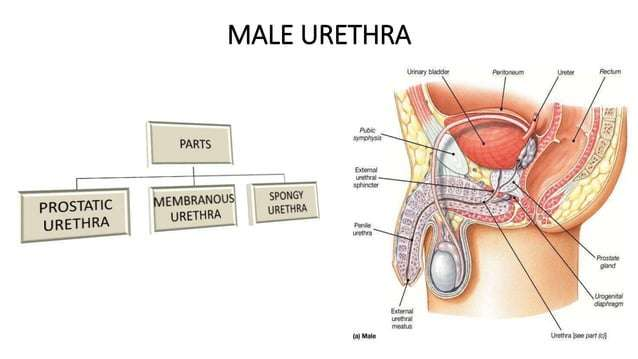 MALE URETHRA
PARTS
PROSTATIC
URETHRA
MEMBRANOUS
URETHRA
SPONGY
URETHRA
Urinary bladder
Peritoneum
Ureter
Rectum
Pubic
symphysis
External
urethral
sphincter
Penile
urethra
External
urethral
meatus
Prostate
gland
Urogenital
diaphragm
Urethra [see part (c)]
(a) Male